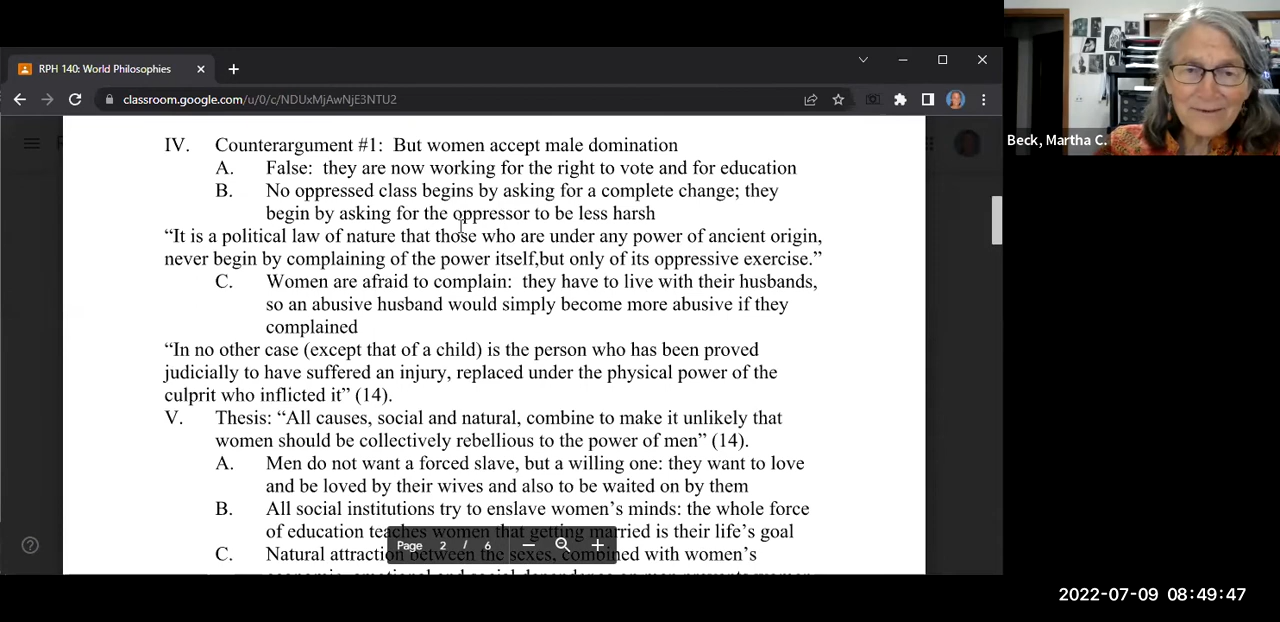 RPH 140: World Philosophies
classroom.google.com/u/0/c/NDUxMjAwNjE3NTU2
Beck, Martha C.
IV. Counterargument #1: But women accept male domination
A. False: they are now working for the right to vote and for education
B. No oppressed class begins by asking for a complete change; they
begin by asking for the oppressor to be less harsh
“It is a political law of nature that those who are under any power of ancient origin,
never begin by complaining of the power itself,but only of its oppressive exercise.”
C. Women are afraid to complain: they have to live with their husbands,
so an abusive husband would simply become more abusive if they
complained
“In no other case (except that of a child) is the person who has been proved
judicially to have suffered an injury, replaced under the physical power of the
culprit who inflicted it” (14).
V. Thesis: “All causes, social and natural, combine to make it unlikely that
women should be collectively rebellious to the power of men” (14).
A. Men do not want a forced slave, but a willing one: they want to love
and be loved by their wives and also to be waited on by them
B. All social institutions try to enslave women’s minds: the whole force
of education teaches women that getting married is their life’s goal
Page 2 / 6
C. Natural attraction between the sexes, combined with women’s
2022-07-09 08:49:47